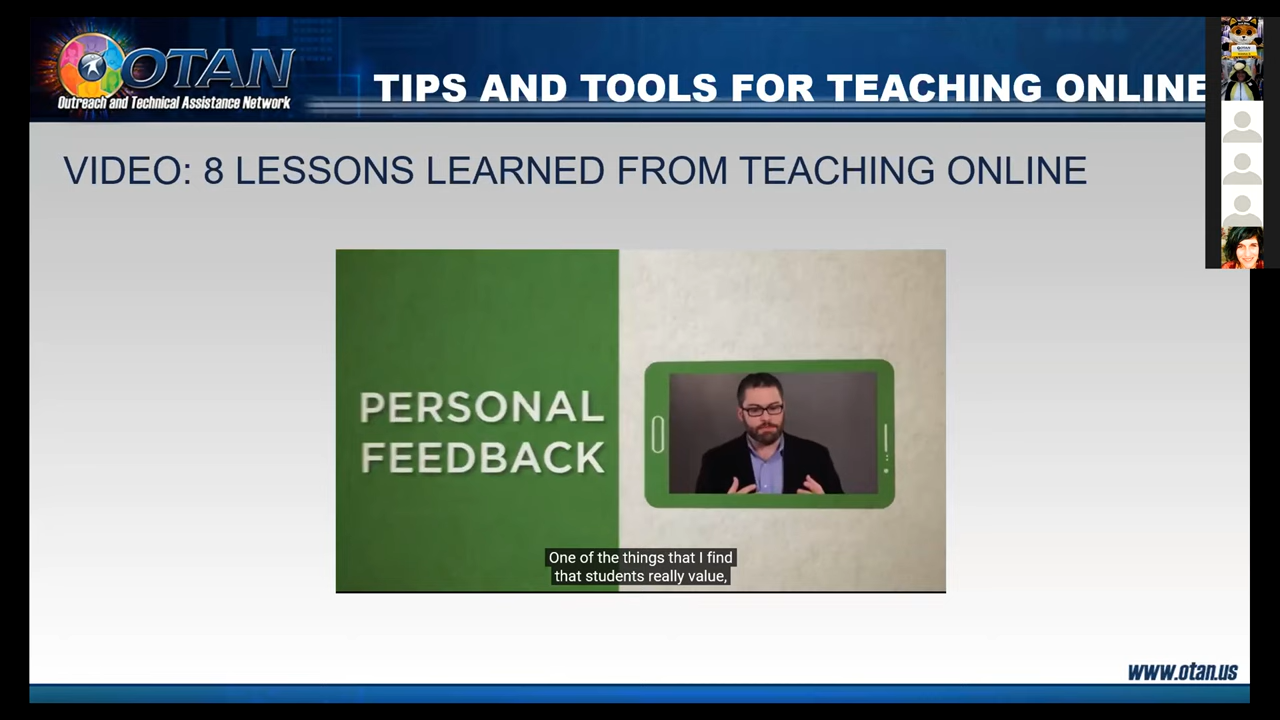 OTAN
Outreach and Technical Assistance Network
TIPS AND TOOLS FOR TEACHING ONLINE
VIDEO: 8 LESSONS LEARNED FROM TEACHING ONLINE
PERSONAL
FEEDBACK
One of the things that I find
that students really value,
www.otan.us